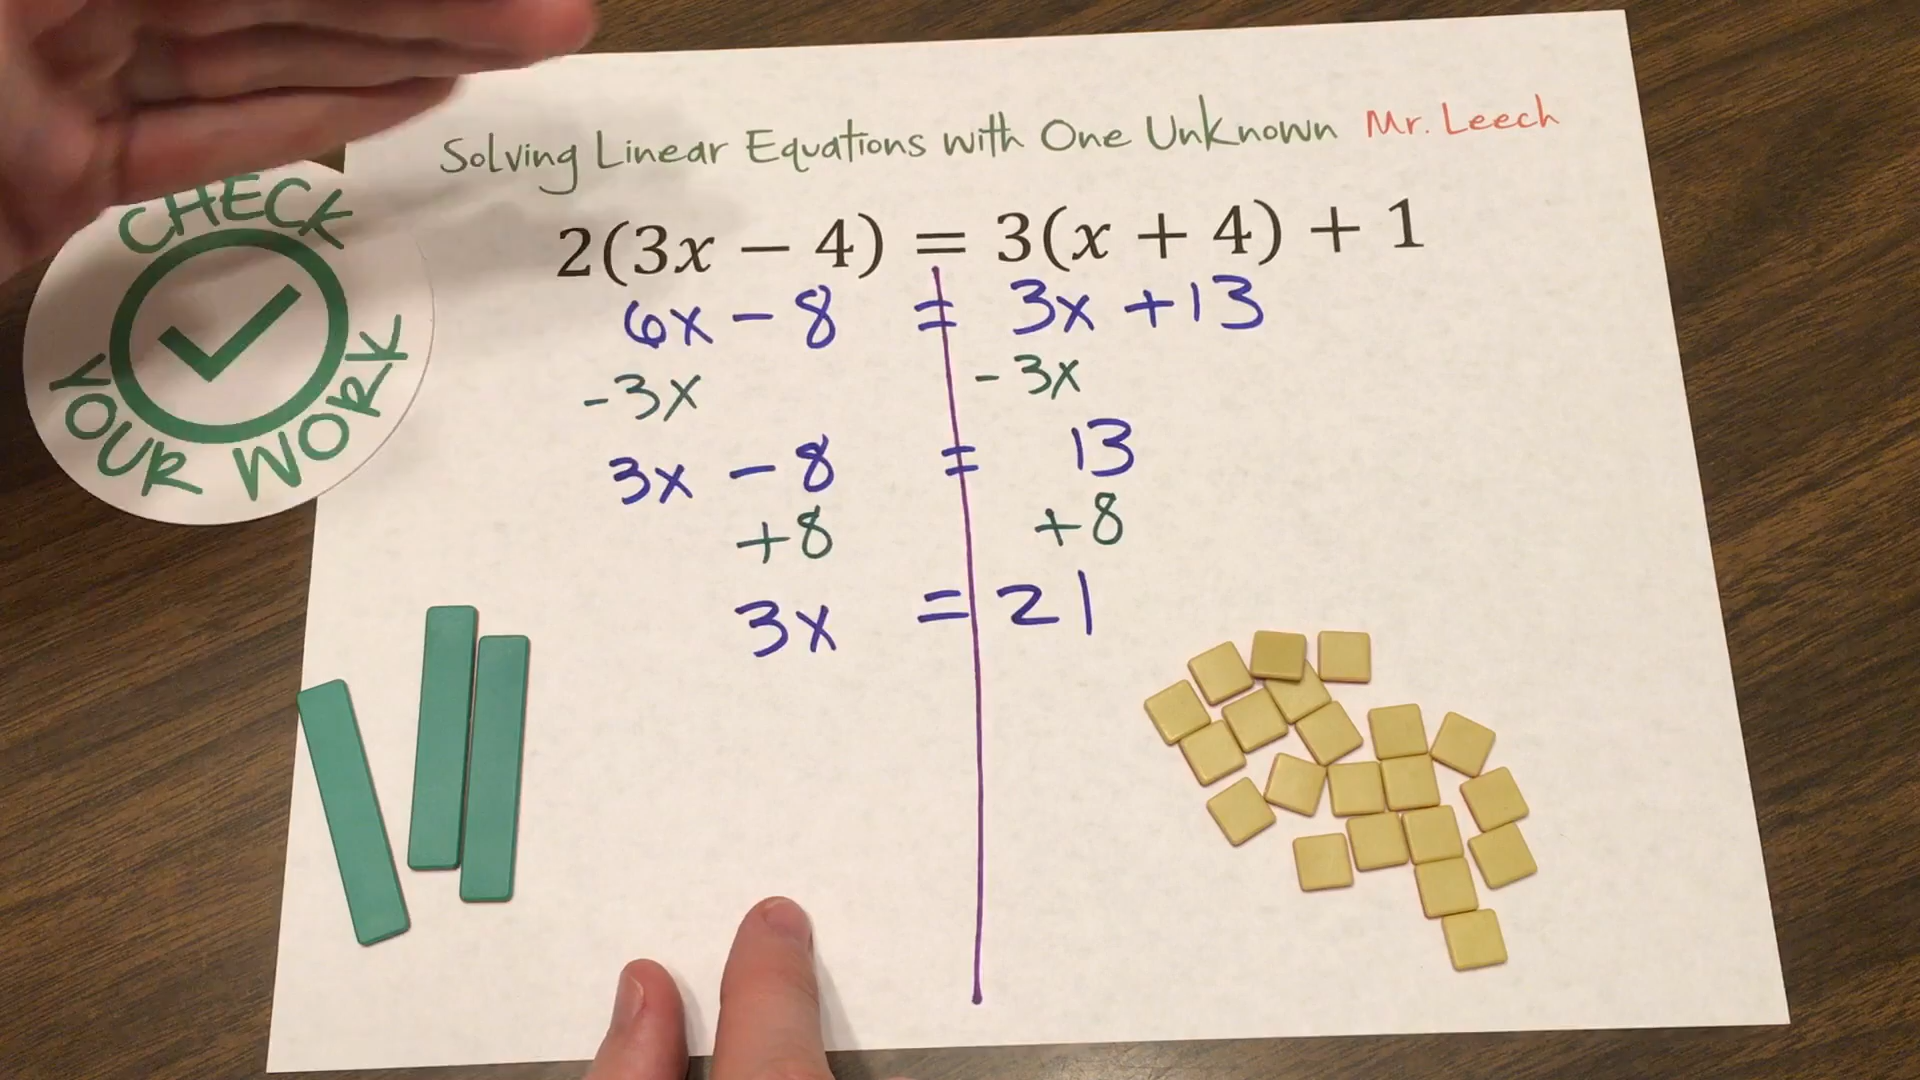 Solving Linear Equations with One Unknown Mr. Leech
CHECK
YOUR WORK
2(3x − 4) = 3(x + 4) + 1
6x - 8 = 3x + 13
-3x -3x
3x - 8 = 13
+8 +8
3x = 21